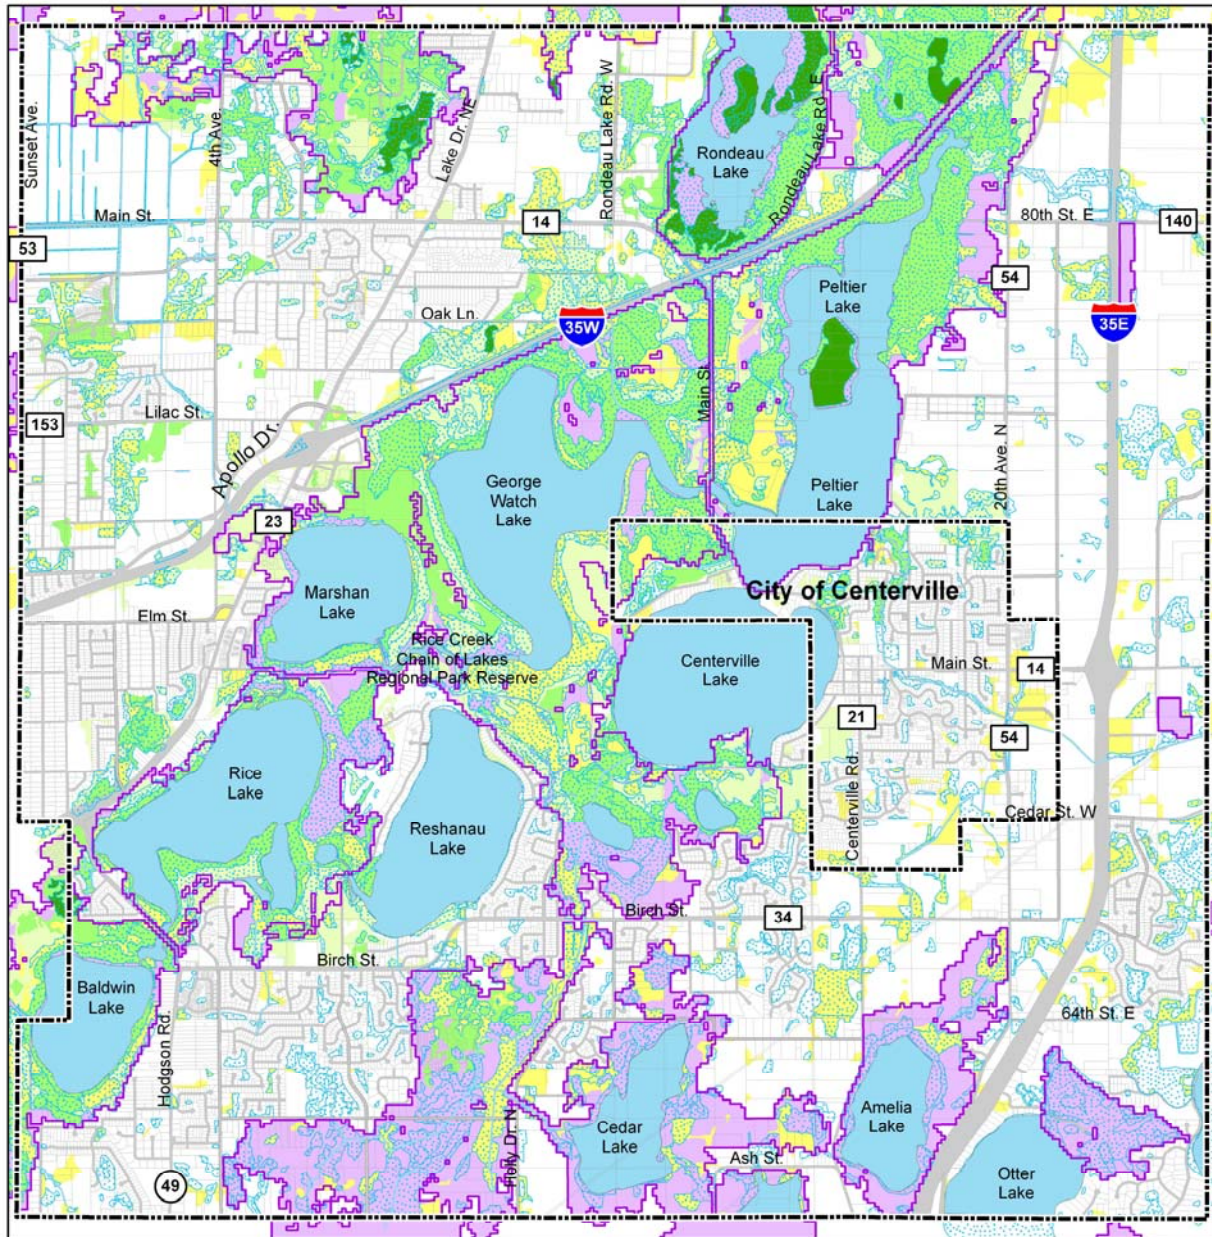 Sunset Ave.
4th Ave.
Lake Dr. NE
Rondeau Lake Rd. W
Rondeau
Lake
Rondeau Lake Rd. E
Main St.
14
80th St. E
140
53
54
Oak Ln.
35W
Peltier
Lake
35E
Main St.
Lilac St.
153
Apollo Dr.
George
Watch
Lake
Peltier
Lake
20th Ave. N
23
Marshan
Lake
City of Centerville
Elm St.
Rice Creek
Chain of Lakes
Regional Park Reserve
Centerville
Lake
Main St.
14
21
54
Rice
Lake
Reshanau
Lake
Centerville Rd.
Cedar St. W
Birch St.
34
Birch St.
Baldwin
Lake
Hodgson Rd.
64th St. E
Holly Dr. N
Cedar
Lake
Amelia
Lake
Ash St.
Otter
Lake
49